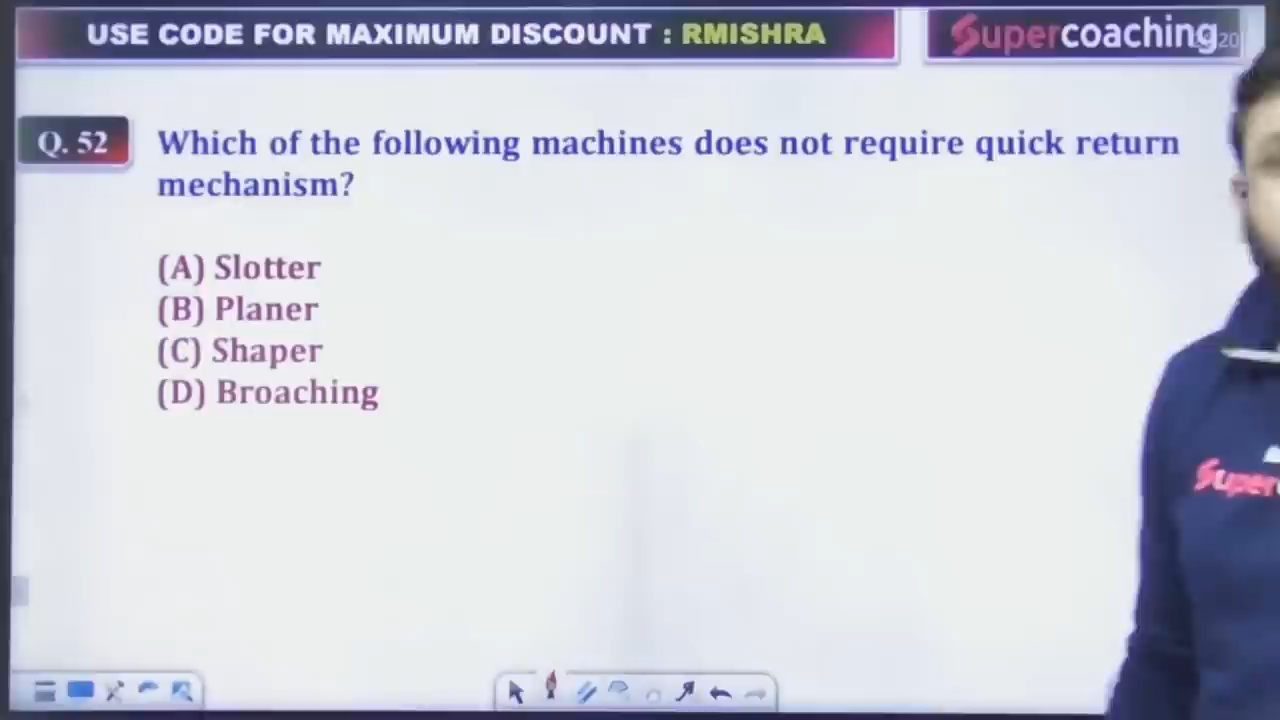 USE CODE FOR MAXIMUM DISCOUNT : RMISHRA
Supercoaching
Q. 52
Which of the following machines does not require quick return
mechanism?
(A) Slotter
(B) Planer
(C) Shaper
(D) Broaching
Super